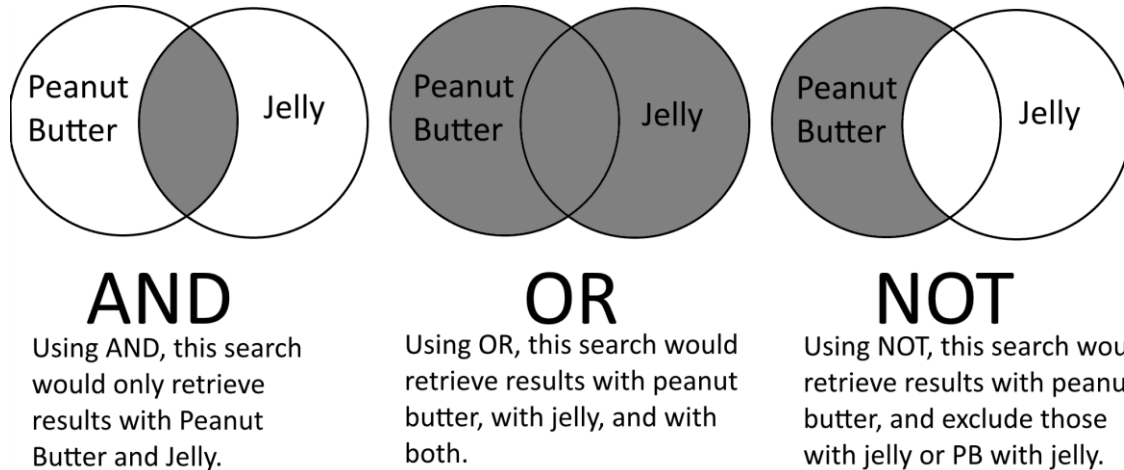 Peanut
Butter
Jelly
Peanut
Butter
Jelly
Peanut
Butter
Jelly
AND
Using AND, this search
would only retrieve
results with Peanut
Butter and Jelly.
OR
Using OR, this search would
retrieve results with peanut
butter, with jelly, and with
both.
NOT
Using NOT, this search wou
retrieve results with peanu
butter, and exclude those
with jelly or PB with jelly.